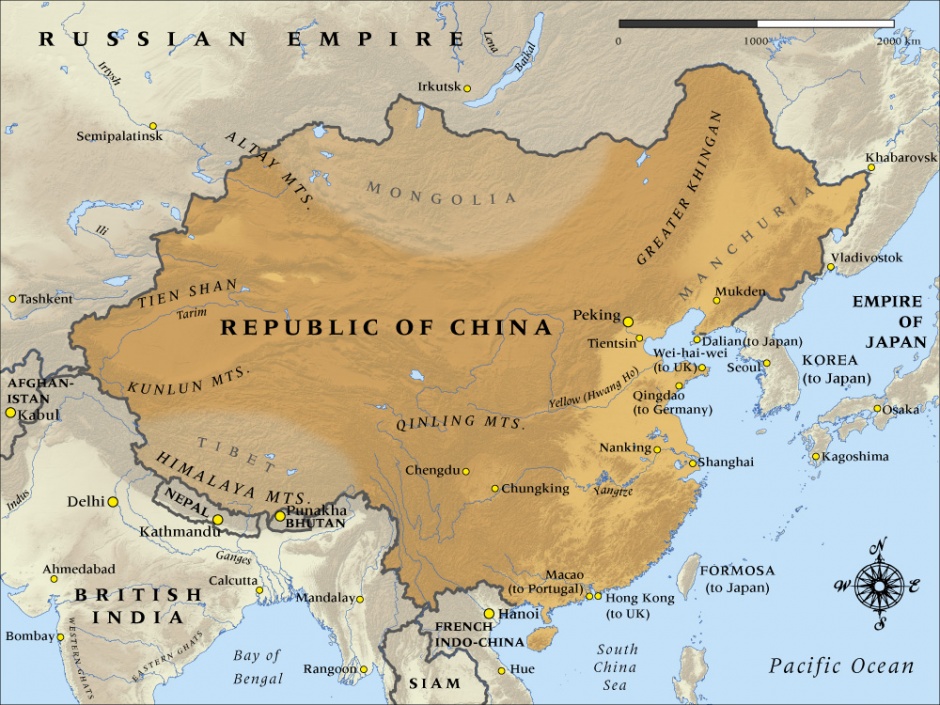 RUSSIAN EMPIRE
Lena
Baikal
0 1000 2000 km
Irtysh
Irkutsk
Semipalatinsk
ALTAY MTS.
MONGOLIA
GREATER KHINGAN
Khabarovsk
MANCHURIA
Ili
Vladivostok
Tashkent
TIEN SHAN
Tarim
Mukden
EMPIRE
OF
JAPAN
REPUBLIC OF CHINA
Peking
Tientsin
Dalian (to Japan)
Wei-hai-wei
(to UK)
Seoul
KOREA
(to Japan)
AFGHAN-
ISTAN
Kabul
KUNLUN MTS.
Yellow (Hwang Ho)
Qingdao
(to Germany)
Osaka
QINLING MTS.
TIBET
Nanking
Shanghai
Kagoshima
HIMALAYA MTS.
Chengdu
Chungking
Yangtze
Indus
Delhi
NEPAL
Kathmandu
Punakha
BHUTAN
Ganges
Ahmedabad
Calcutta
Mandalay
BRITISH
INDIA
Macao
(to Portugal)
Hong Kong
(to UK)
FORMOSA
(to Japan)
N
W
E
S
Hanoi
FRENCH
INDO-CHINA
Bombay
WESTERN GHATS
EASTERN GHATS
Bay of
Bengal
Rangoon
SIAM
Hue
South
China
Sea
Pacific Ocean